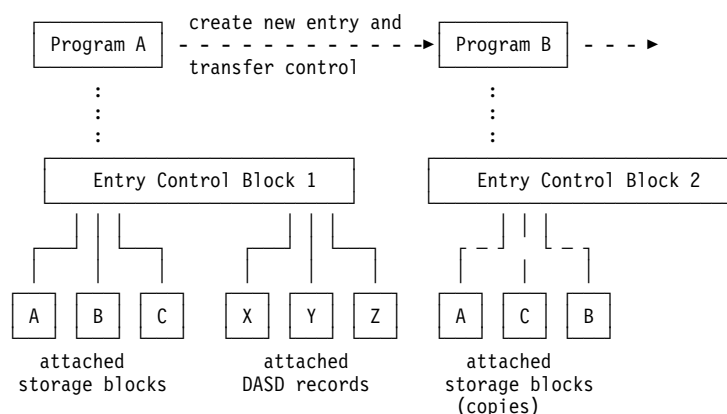 create new entry and
Program A
Program B
transfer control
Entry Control Block 1
Entry Control Block 2
A B C X Y Z A C B
attached attached attached
storage blocks DASD records storage blocks
(copies)